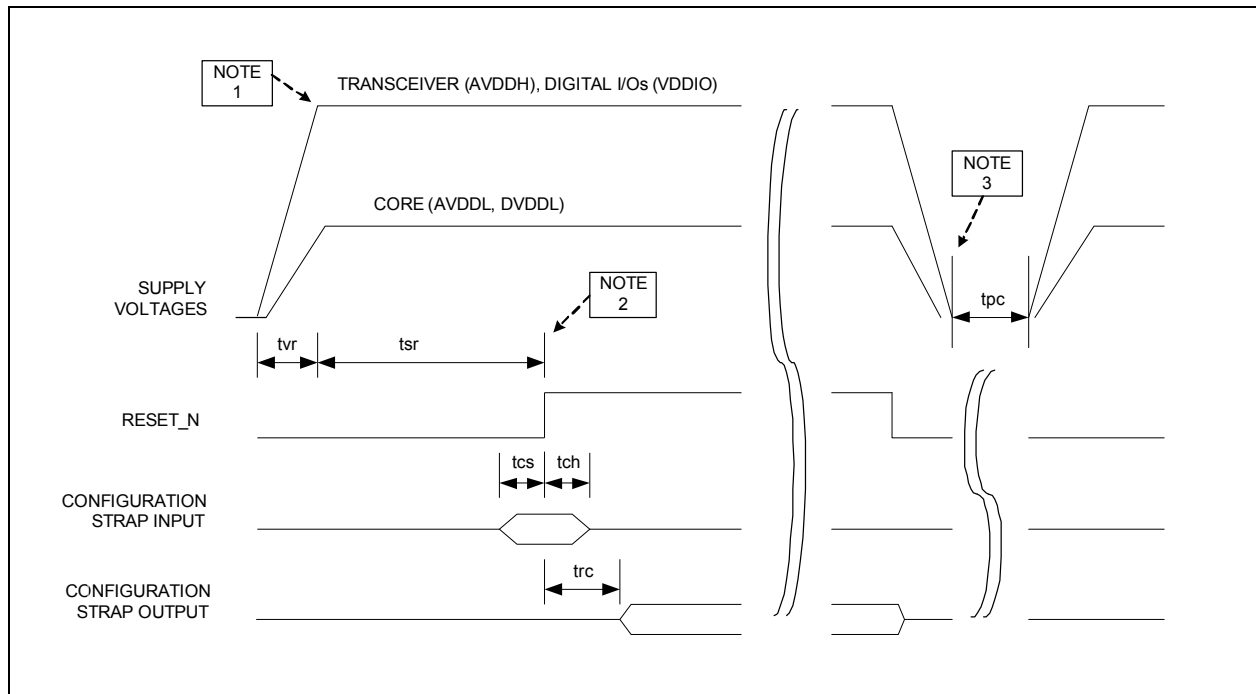 NOTE
1
TRANSCEIVER (AVDDH), DIGITAL I/Os (VDDIO)
NOTE
3
CORE (AVDDL, DVDDL)
SUPPLY
VOLTAGES
NOTE
2
tpc
tvr
tsr
RESET_N
tcs
tch
CONFIGURATION
STRAP INPUT
trc
CONFIGURATION
STRAP OUTPUT